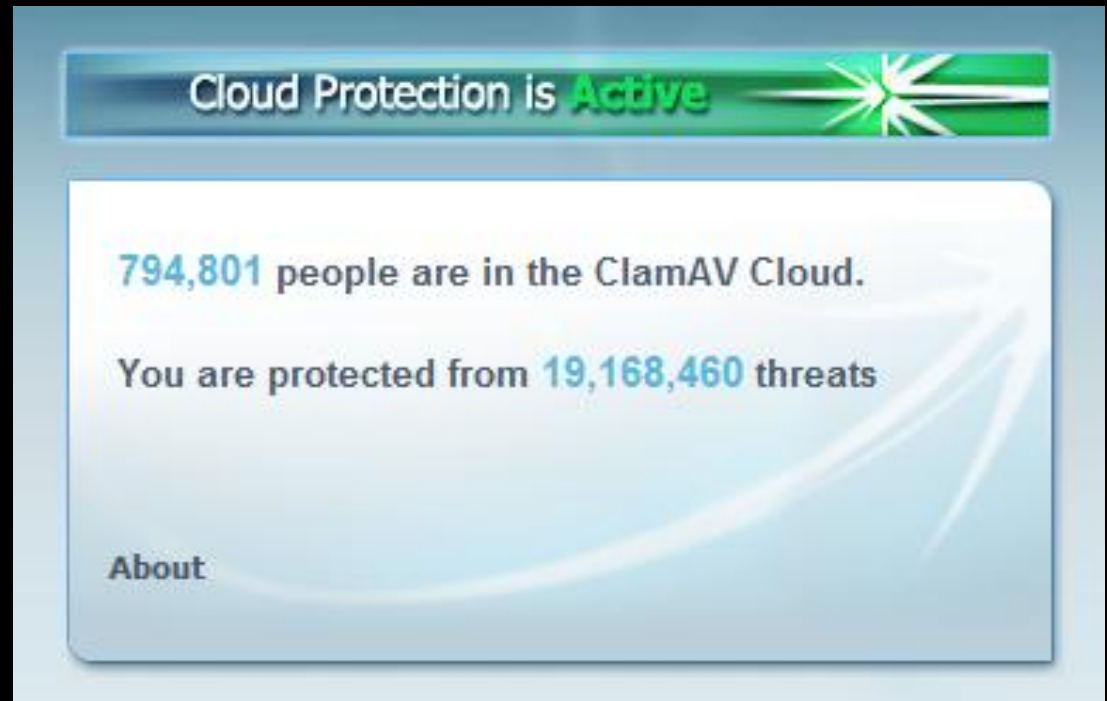 Cloud Protection is Active
794,801 people are in the ClamAV Cloud.
You are protected from 19,168,460 threats
About